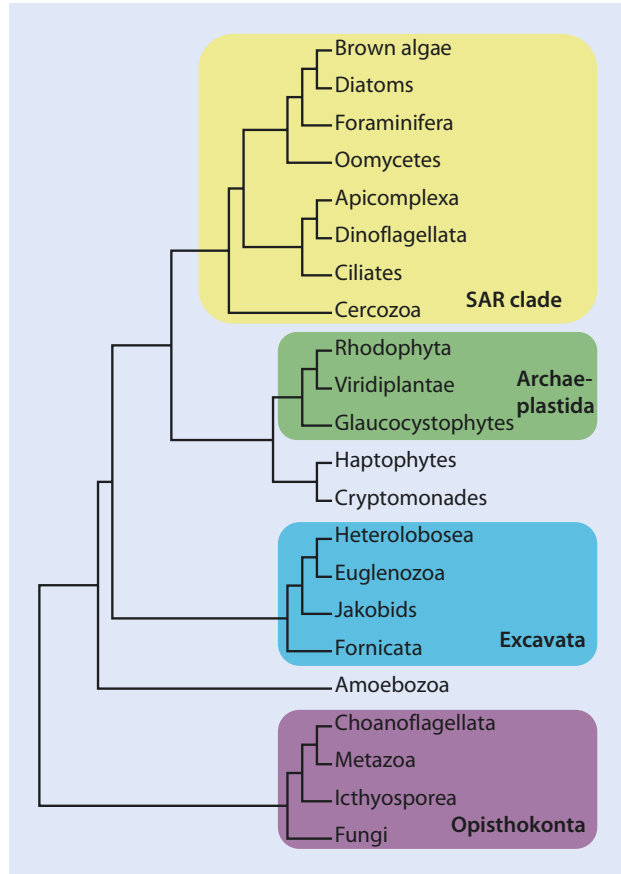 Brown algae
Diatoms
Foraminifera
Oomycetes
Apicomplexa
Dinoflagellata
Ciliates
SAR clade
Cercozoa
Rhodophyta
Archae-
Viridiplantae
plastida
Glaucocystophytes
Haptophytes
Cryptomonades
Heterolobosea
Euglenozoa
Jakobids
Excavata
Fornicata
Amoebozoa
Choanoflagellata
Metazoa
Icthyosporea
Opisthokonta
Fungi